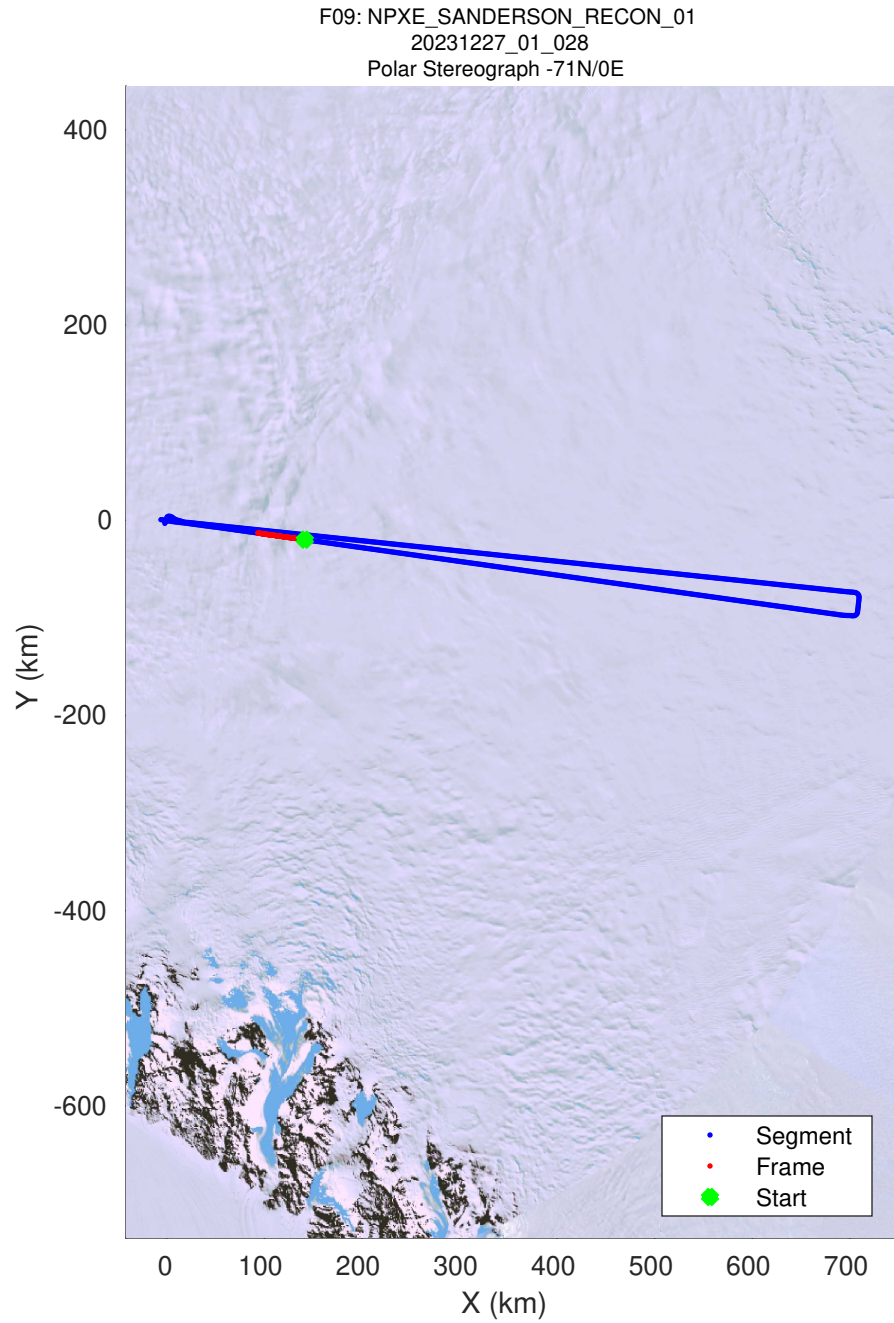 F09: NPXE_SANDERSON_RECON_01
20231227_01_028
Polar Stereograph -71N/0E
400
200
0
-200
-400
-600
Y (km)
0 100 200 300 400 500 600 700
X (km)
Segment
Frame
Start